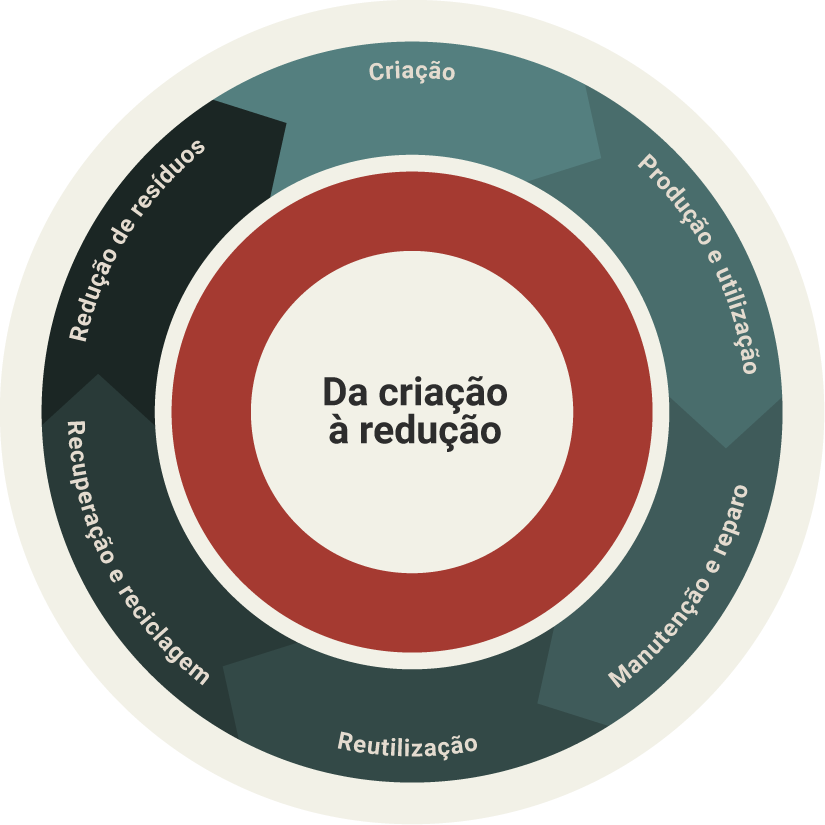 Criação
Produção e utilização
Manutenção e reparo
Reutilização
Recuperação e reciclagem
Redução de resíduos
Da criação
à redução